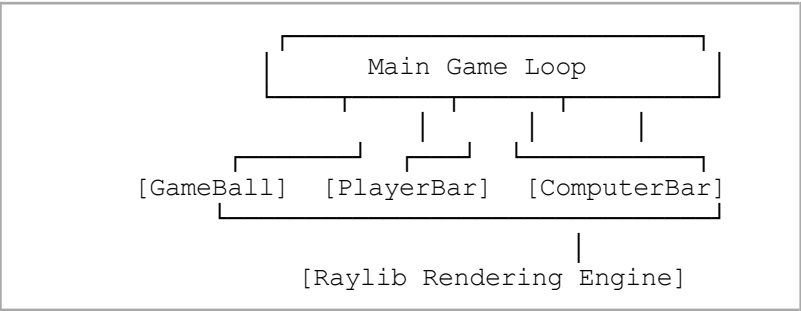 Main Game Loop
[GameBall] [PlayerBar] [ComputerBar]
[Raylib Rendering Engine]